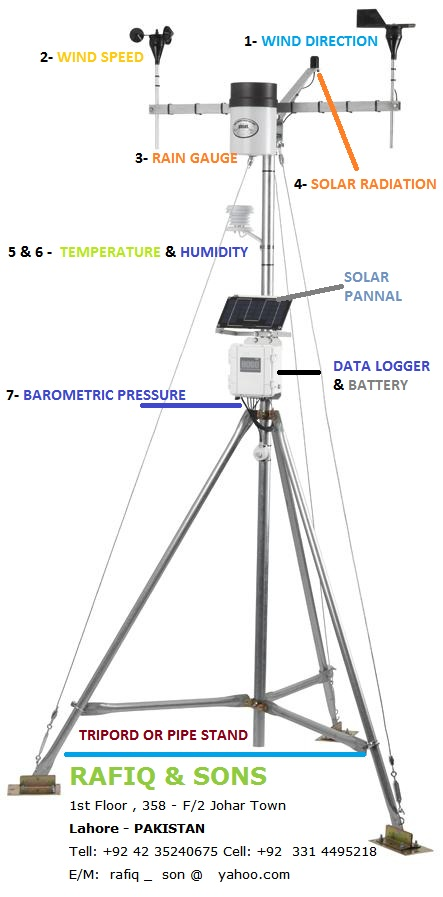 1- WIND DIRECTION
2- WIND SPEED
3- RAIN GAUGE
4- SOLAR RADIATION
5 & 6 - TEMPERATURE & HUMIDITY
SOLAR
PANNAL
DATA LOGGER
& BATTERY
7- BAROMETRIC PRESSURE
TRIPORD OR PIPE STAND
RAFIQ & SONS
1st Floor , 358 - F/2 Johar Town
Lahore - PAKISTAN
Tell: +92 42 35240675 Cell: +92 331 4495218
E/M: rafiq _ son @ yahoo.com